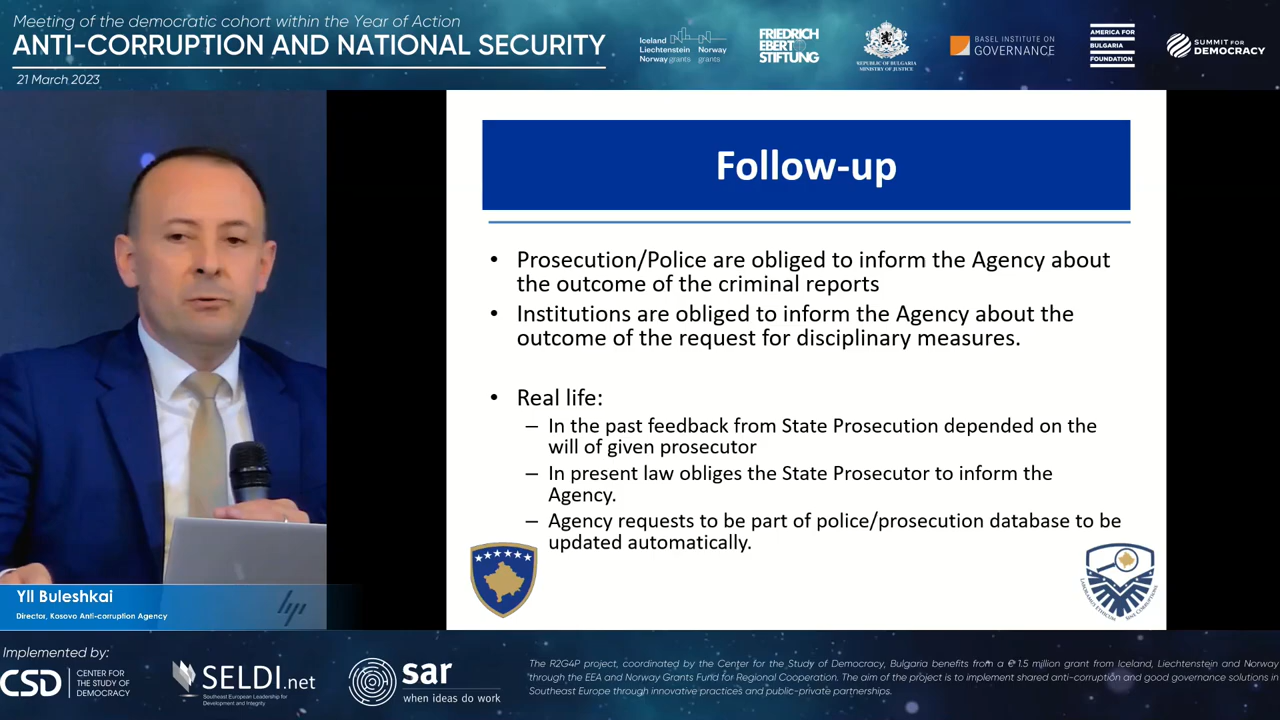 Meeting of the democratic cohort within the Year of Action
ANTI-CORRUPTION AND NATIONAL SECURITY
21 March 2023
Iceland
Liechtenstein Norway
Norway grants grants
FRIEDRICH
EBERT
STIFTUNG
REPUBLIC OF BULGARIA
MINISTRY OF JUSTICE
BASEL INSTITUTE ON
GOVERNANCE
AMERICA FOR
BULGARIA
FOUNDATION
SUMMIT FOR
DEMOCRACY
Follow-up
• Prosecution/Police are obliged to inform the Agency about
the outcome of the criminal reports
• Institutions are obliged to inform the Agency about the
outcome of the request for disciplinary measures.
• Real life:
– In the past feedback from State Prosecution depended on the
will of given prosecutor
– In present law obliges the State Prosecutor to inform the
Agency.
– Agency requests to be part of police/prosecution database to be
updated automatically.
Yll Buleshkai
Director, Kosovo Anti-corruption Agency
hp
Implemented by:
CSD
CENTER FOR
THE STUDY OF
DEMOCRACY
SELDI.net
Southeast European Leadership for
Development and Integrity
sar
when ideas do work
The R2G4P project, coordinated by the Center for the Study of Democracy, Bulgaria benefits from a € 1.5 million grant from Iceland, Liechtenstein and Norway
through the EEA and Norway Grants Fund for Regional Cooperation. The aim of the project is to implement shared anti-corruption and good governance solutions in
Southeast Europe through innovative practices and public-private partnerships.